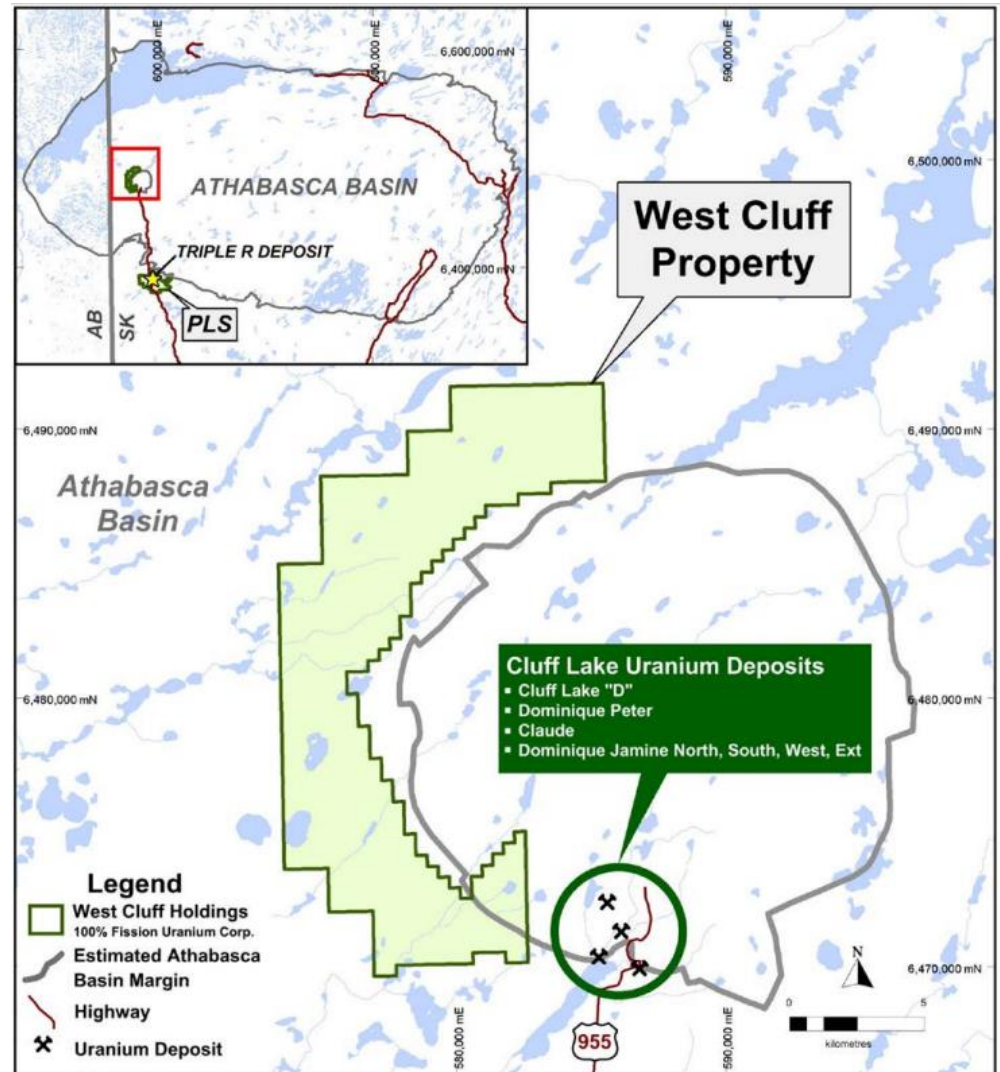 600,000 mE
6,600,000 mN
ATHABASCA BASIN
TRIPLE R DEPOSIT
6,400,000 mN
PLS
AB
SK
590,000 mE
6,500,000 mN
West Cluff
Property
6,490,000 mN
6,490,000 mN
Athabasca
Basin
Cluff Lake Uranium Deposits
▪ Cluff Lake "D"
▪ Dominique Peter
▪ Claude
▪ Dominique Jamine North, South, West, Ext
6,480,000 mN
6,480,000 mN
Legend
West Cluff Holdings
100% Fission Uranium Corp.
Estimated Athabasca
Basin Margin
Highway
Uranium Deposit
N
6,470,000 mN
0
5
kilometres
580,000 mE
955
590,000 mE